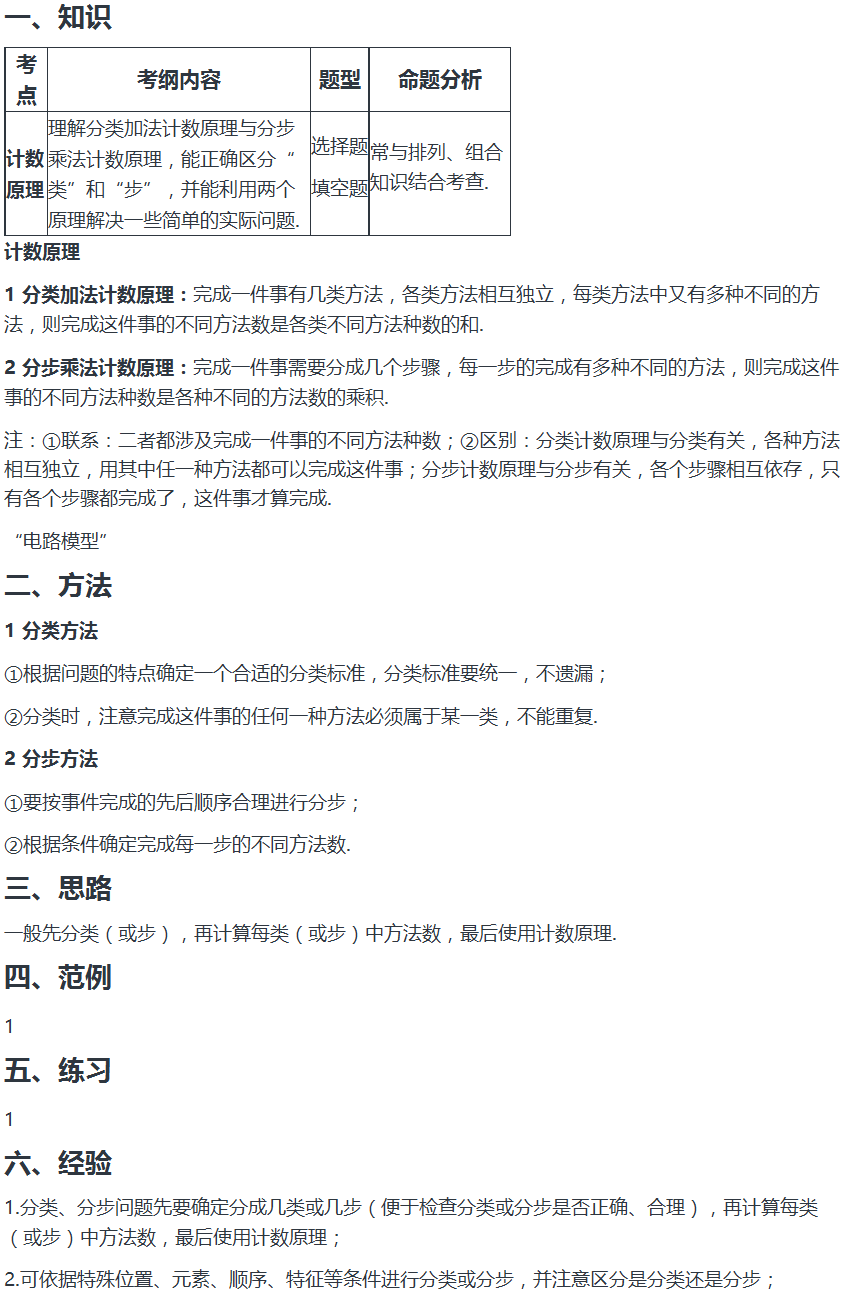 一、知识
考点
考纲内容
题型
命题分析
计数原理
理解分类加法计数原理与分步
乘法计数原理，能正确区分“
类”和“步”，并能利用两个
原理解决一些简单的实际问题.
选择题
填空题
常与排列、组合
知识结合考查.
计数原理
1 分类加法计数原理：完成一件事有几类方法，各类方法相互独立，每类方法中又有多种不同的方
法，则完成这件事的不同方法数是各类不同方法种数的和.
2 分步乘法计数原理：完成一件事需要分成几个步骤，每一步的完成有多种不同的方法，则完成这件
事的不同方法种数是各种不同的方法数的乘积.
注：①联系：二者都涉及完成一件事的不同方法种数；②区别：分类计数原理与分类有关，各种方法
相互独立，用其中任一种方法都可以完成这件事；分步计数原理与分步有关，各个步骤相互依存，只
有各个步骤都完成了，这件事才算完成.
“电路模型”
二、方法
1 分类方法
①根据问题的特点确定一个合适的分类标准，分类标准要统一，不遗漏；
②分类时，注意完成这件事的任何一种方法必须属于某一类，不能重复.
2 分步方法
①要按事件完成的先后顺序合理进行分步；
②根据条件确定完成每一步的不同方法数.
三、思路
一般先分类（或步），再计算每类（或步）中方法数，最后使用计数原理.
四、范例
1
五、练习
1
六、经验
1.分类、分步问题先要确定分成几类或几步（便于检查分类或分步是否正确、合理），再计算每类
（或步）中方法数，最后使用计数原理；
2.可依据特殊位置、元素、顺序、特征等条件进行分类或分步，并注意区分是分类还是分步；